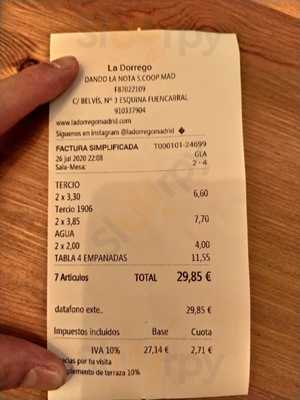 La Dorrego
DANDO LA NOTA S.COOP.MAD
F87022109
C/ BELVÍS, Nº 3 ESQUINA FUENCARRAL
910337904
www.ladorregomadrid.com
Siguenos en instagram @ladorregomadrid
FACTURA SIMPLIFICADA T000101-24699
26 jul 2020 22:08 GLA
Sala-Mesa: 2 - 4
TERCIO
2 x 3,30 6,60
Tercio 1906
2 x 3,85 7,70
AGUA
2 x 2,00 4,00
TABLA 4 EMPANADAS 11,55
7 Articulos TOTAL 29,85 €
datafono exte.. 29,85 €
Impuestos incluidos Base Cuota
IVA 10% 27,14 € 2,71 €
acias por tu visita
plemento de terraza 10%